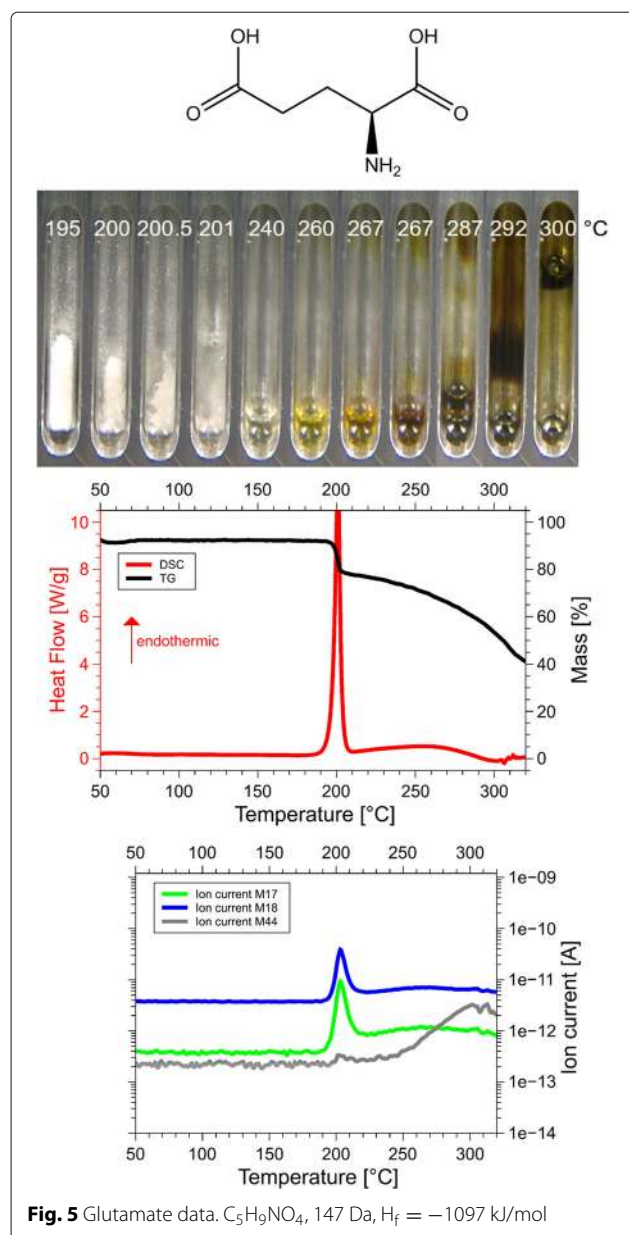 OH OH
O O
NH₂
195 200 200.5 201 240 260 267 267 287 292 300 °C
50 100 150 200 250 300
10
8
6
4
2
0
Heat Flow [W/g]
DSC
TG
endothermic
100
80
60
40
20
0
Mass [%]
50 100 150 200 250 300
Temperature [°C]
50 100 150 200 250 300
Ion current M17
Ion current M18
Ion current M44
1e−09
1e−10
1e−11
1e−12
1e−13
1e−14
Ion current [A]
50 100 150 200 250 300
Temperature [°C]
Fig. 5 Glutamate data. C₅H₉NO₄, 147 Da, H_f = −1097 kJ/mol